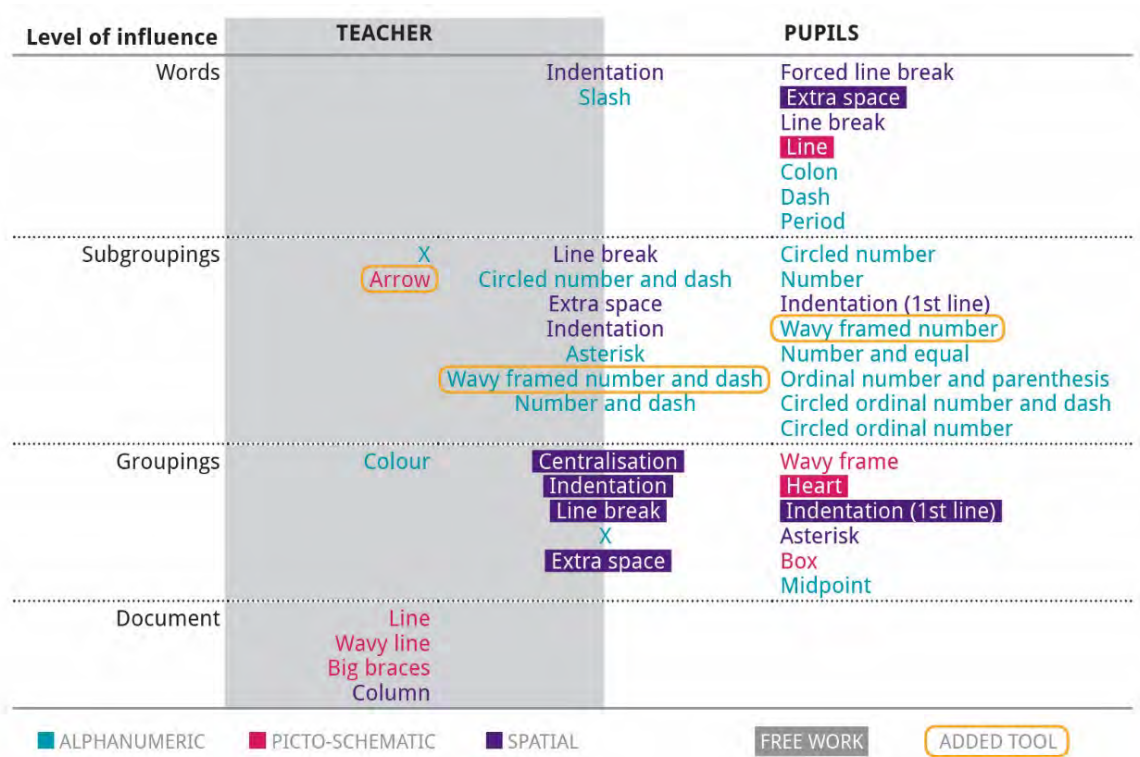 Level of influence TEACHER PUPILS
Words Indentation Forced line break
Slash Extra space
Line break
Line
Colon
Dash
Period
Subgroupings X Line break Circled number
Arrow Circled number and dash Number
Extra space Indentation (1st line)
Indentation Wavy framed number
Asterisk Number and equal
Wavy framed number and dash Ordinal number and parenthesis
Number and dash Circled ordinal number and dash
Circled ordinal number
Groupings Colour Centralisation Wavy frame
Indentation Heart
Line break Indentation (1st line)
X Asterisk
Extra space Box
Midpoint
Document Line
Wavy line
Big braces
Column
ALPHANUMERIC PICTO-SCHEMATIC SPATIAL FREE WORK ADDED TOOL